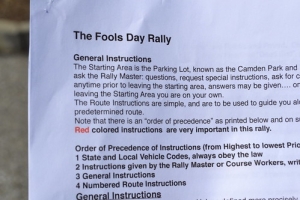 The Fools Day Rally
General Instructions
The Starting Area is the Parking Lot, known as the Camden Park and
ask the Rally Master: questions, request special instructions, ask for c
anytime prior to leaving the starting area, answers may be given.... on
leaving the Starting Area you are on your own.
The Route Instructions are simple, and are to be used to guide you alo
predetermined route.
Note that there is an "order of precedence" as printed below and on su
Red colored instructions are very important in this rally.
Order of Precedence of Instructions (from Highest to lowest Prior
1 State and Local Vehicle Codes, always obey the law
2 Instructions given by the Rally Master or Course Workers, writ
3 General Instructions
4 Numbered Route Instructions
General Instructions